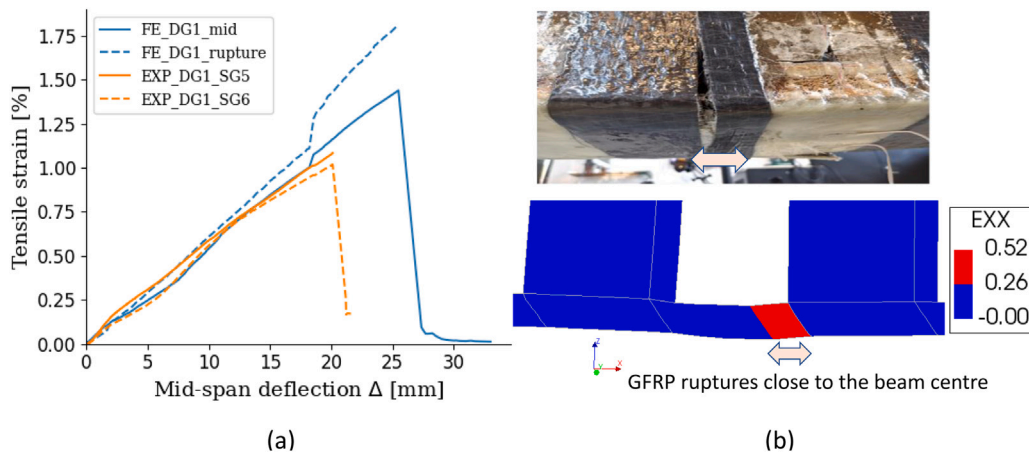 1.75
1.50
1.25
1.00
0.75
0.50
0.25
0.00
Tensile strain [%]
FE_DG1_mid
FE_DG1_rupture
EXP_DG1_SG5
EXP_DG1_SG6
0 5 10 15 20 25 30
Mid-span deflection Δ [mm]
(a)
EXX
0.52
0.26
-0.00
z
y
x
GFRP ruptures close to the beam centre
(b)